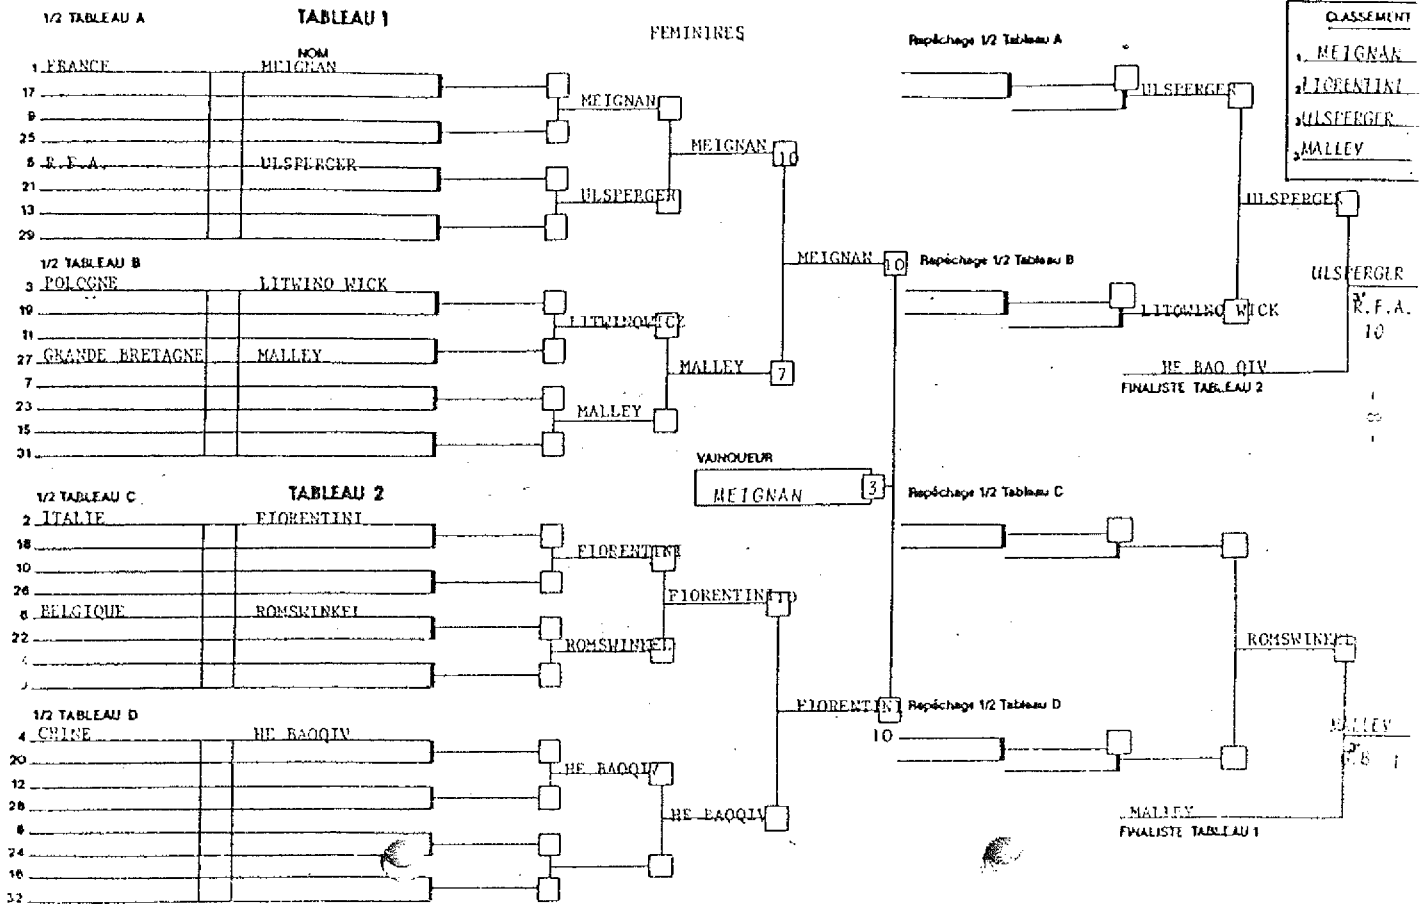 1/2 TABLEAU A
TABLEAU 1
FEMININES
NOM
1 FRANCE MEIGNAN
17
9
25
5 R.F.A. ULSPERGER
21
13
29
MEIGNAN
ULSPERGER
MEIGNAN
10
1/2 TABLEAU B
3 POLOGNE LITWINO WICK
19
11
27 GRANDE BRETAGNE MALLEY
7
23
15
31
LITWINOWICZ
MALLEY
MALLEY
7
MEIGNAN
10
VAINQUEUR
MEIGNAN
3
1/2 TABLEAU C
TABLEAU 2
2 ITALIE FIORENTINI
18
10
26
6 BELGIQUE ROMSWINKEL
22
FIORENTINI
ROMSWINKEL
FIORENTINI
10
1/2 TABLEAU D
4 CHINE HE BAOQIV
20
12
28
8
24
16
32
HE BAOQIV
HE BAOQIV
FIORENTINI
10
Repêchage 1/2 Tableau A
ULSPERGER
Repêchage 1/2 Tableau B
LITOWINO WICK
ULSPERGER
HE BAO QIV
FINALISTE TABLEAU 2
ULSPERGER
3°
R.F.A.
10
- 8 -
Repêchage 1/2 Tableau C
Repêchage 1/2 Tableau D
ROMSWINKEL
MALLEY
FINALISTE TABLEAU 1
MALLEY
CLASSEMENT
1 MEIGNAN
2 FIORENTINI
3 ULSPERGER
3 MALLEY